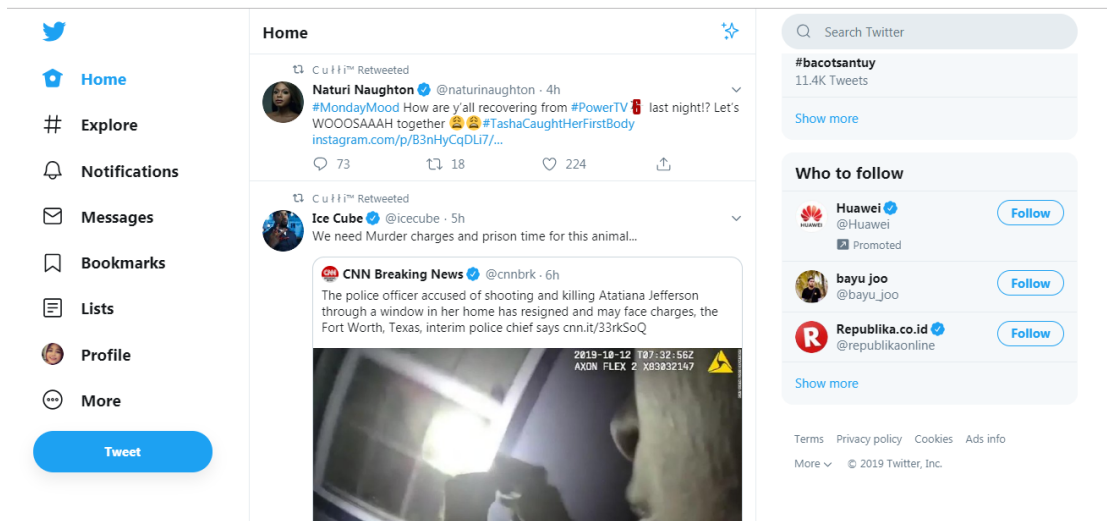 Home
Explore
Notifications
Messages
Bookmarks
Lists
Profile
More
Tweet
Home
C u ł ł i™ Retweeted
Naturi Naughton @naturinaughton · 4h
#MondayMood How are y'all recovering from #PowerTV last night!? Let's
WOOOSAAAH together 😩😩#TashaCaughtHerFirstBody
instagram.com/p/B3nHyCqDLi7/...
73 18 224
C u ł ł i™ Retweeted
Ice Cube @icecube · 5h
We need Murder charges and prison time for this animal...
CNN Breaking News @cnnbrk · 6h
The police officer accused of shooting and killing Atatiana Jefferson
through a window in her home has resigned and may face charges, the
Fort Worth, Texas, interim police chief says cnn.it/33rkSoQ
2019-10-12 T07:32:56Z
AXON FLEX 2 X83032147
Search Twitter
#bacotsantuy
11.4K Tweets
Show more
Who to follow
HUAWEI
Huawei
@Huawei
Promoted
Follow
bayu joo
@bayu_joo
Follow
R
Republika.co.id
@republikaonline
Follow
Show more
Terms Privacy policy Cookies Ads info
More © 2019 Twitter, Inc.